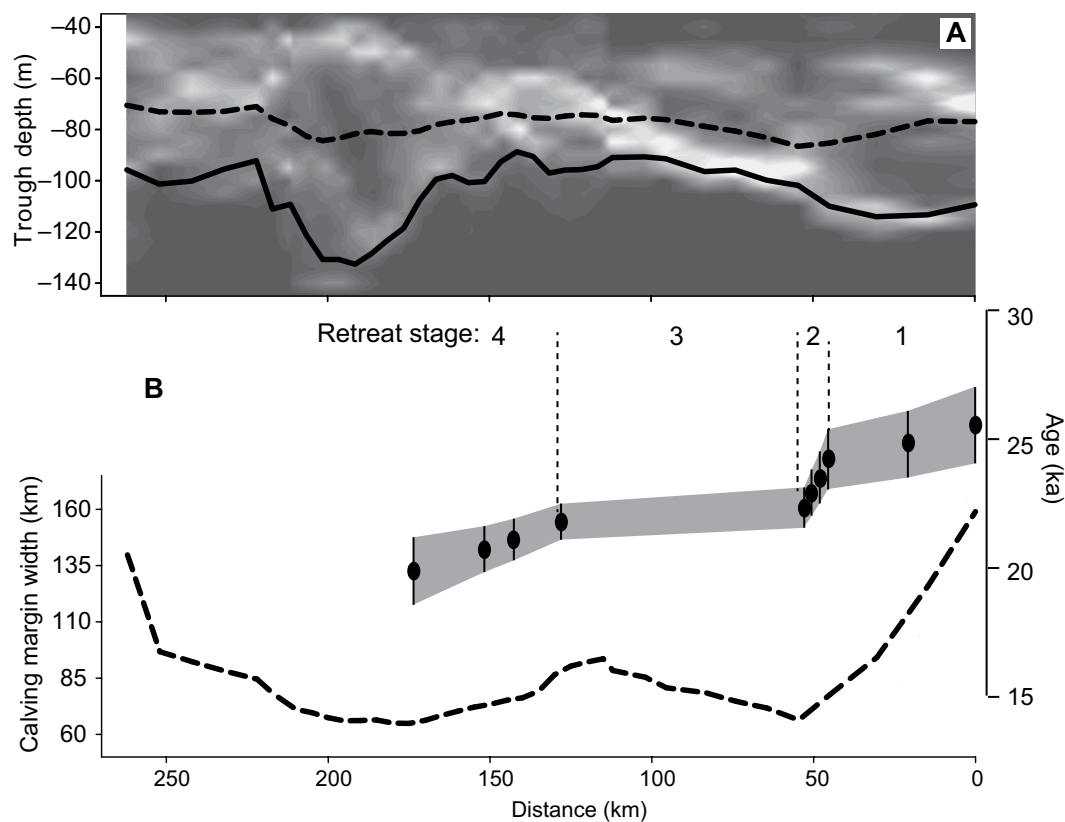 A
Trough depth (m)
–40
–60
–80
–100
–120
–140
Retreat stage: 4 3 2 1
B
Calving margin width (km)
160
135
110
85
60
30
25
20
15
Age (ka)
250 200 150 100 50 0
Distance (km)